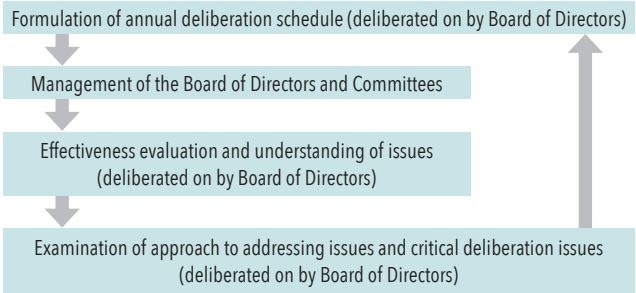 Formulation of annual deliberation schedule (deliberated on by Board of Directors)
Management of the Board of Directors and Committees
Effectiveness evaluation and understanding of issues
(deliberated on by Board of Directors)
Examination of approach to addressing issues and critical deliberation issues
(deliberated on by Board of Directors)